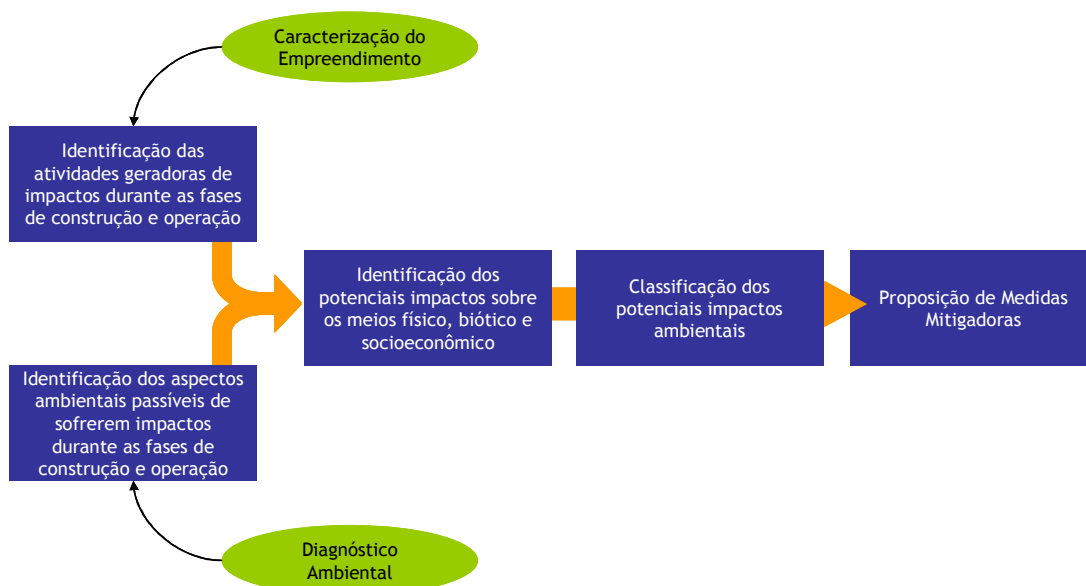 Caracterização do
Empreendimento
Identificação das
atividades geradoras de
impactos durante as fases
de construção e operação
Identificação dos
potenciais impactos sobre
os meios físico, biótico e
socioeconômico
Classificação dos
potenciais impactos
ambientais
Proposição de Medidas
Mitigadoras
Identificação dos aspectos
ambientais passíveis de
sofrerem impactos
durante as fases de
construção e operação
Diagnóstico
Ambiental